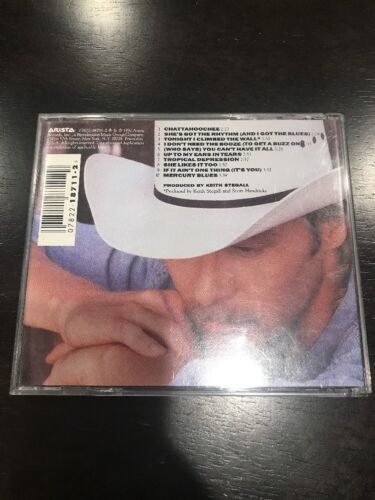 ARISTA
CHATTAHOOCHEE 2:27
SHE'S GOT THE RHYTHM (AND I GOT THE BLUES)
TONIGHT I CLIMBED THE WALL*
I DON'T NEED THE BOOZE (TO GET A BUZZ ON)
(WHO SAYS) YOU CAN'T HAVE IT ALL
UP TO MY EARS IN TEARS
TROPICAL DEPRESSION
SHE LIKES IT TOO
IF IT AIN'T ONE THING (IT'S YOU)
MERCURY BLUES
PRODUCED BY KEITH STEGALL
*Produced by Keith Stegall and Scott Hendricks
07822 18711-2